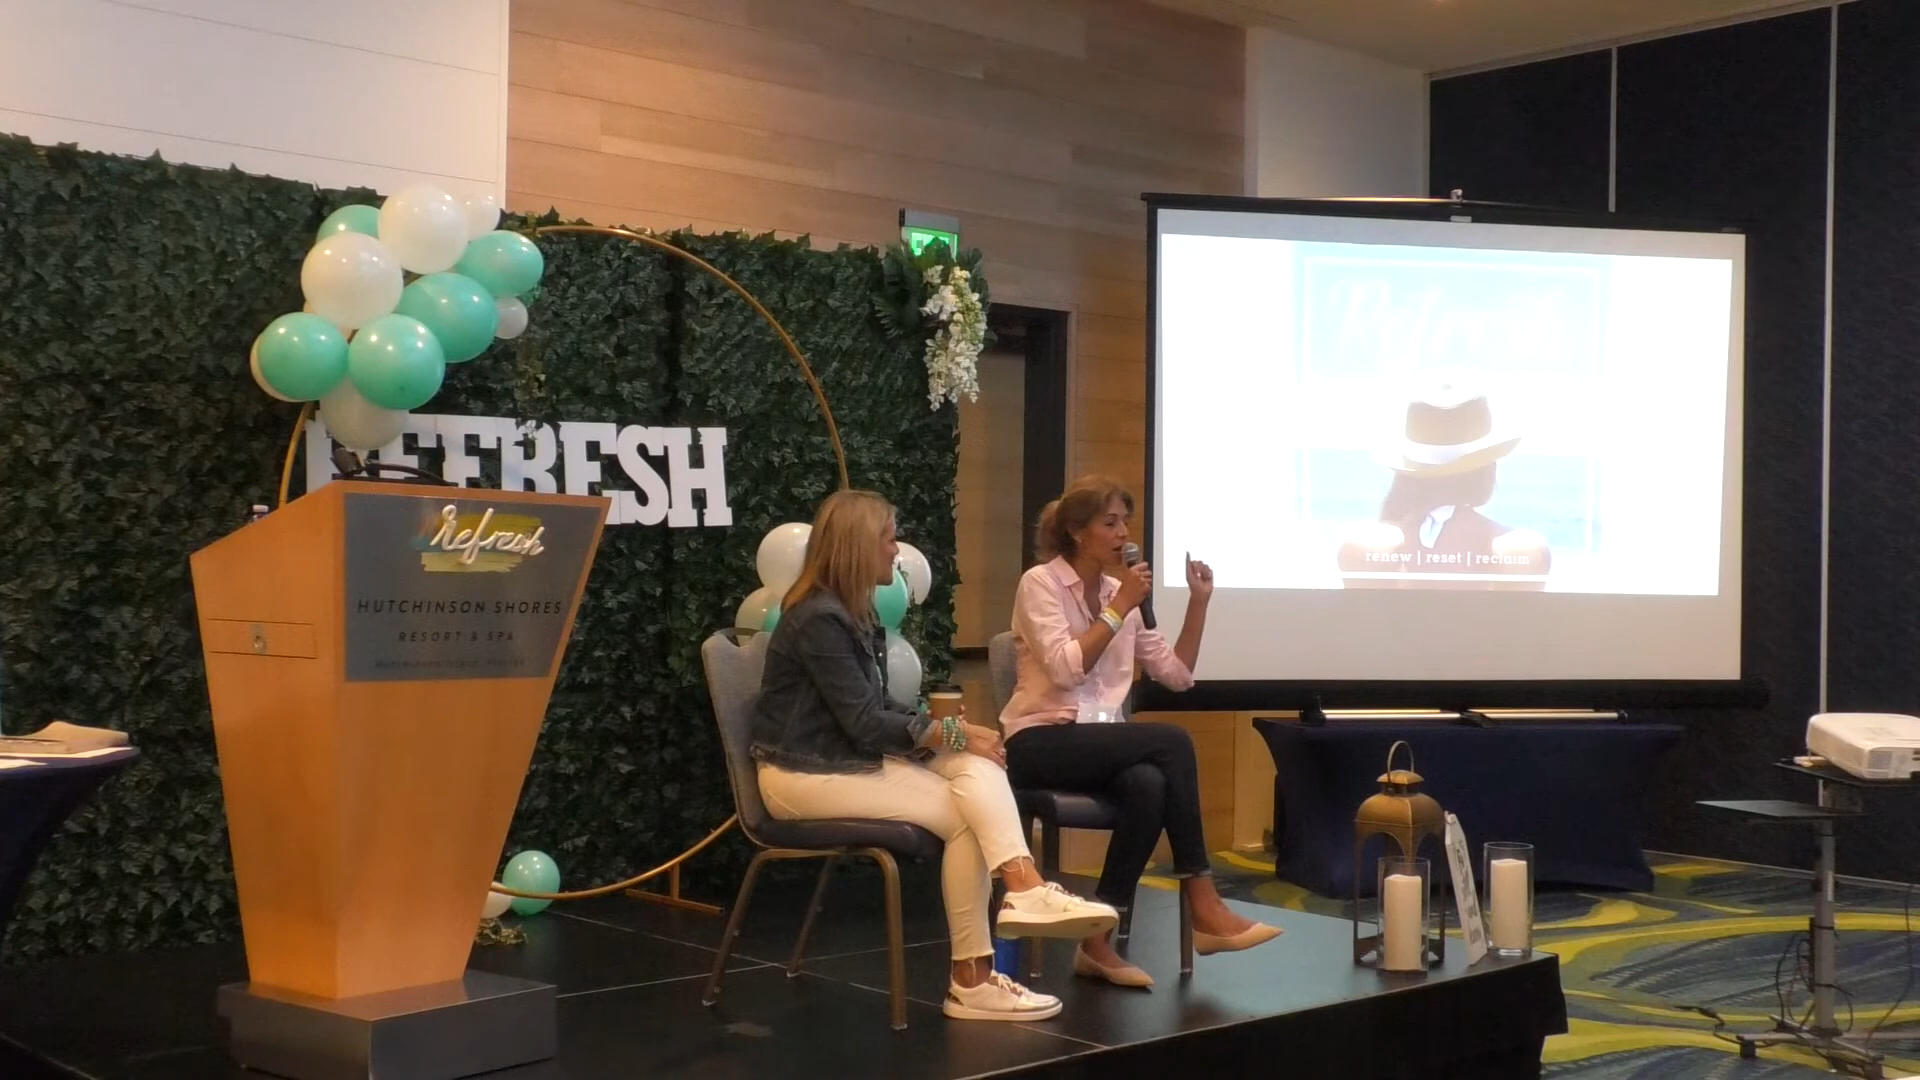 REFRESH
Refresh
HUTCHINSON SHORES
RESORT & SPA
Refresh
renew | reset | reclaim